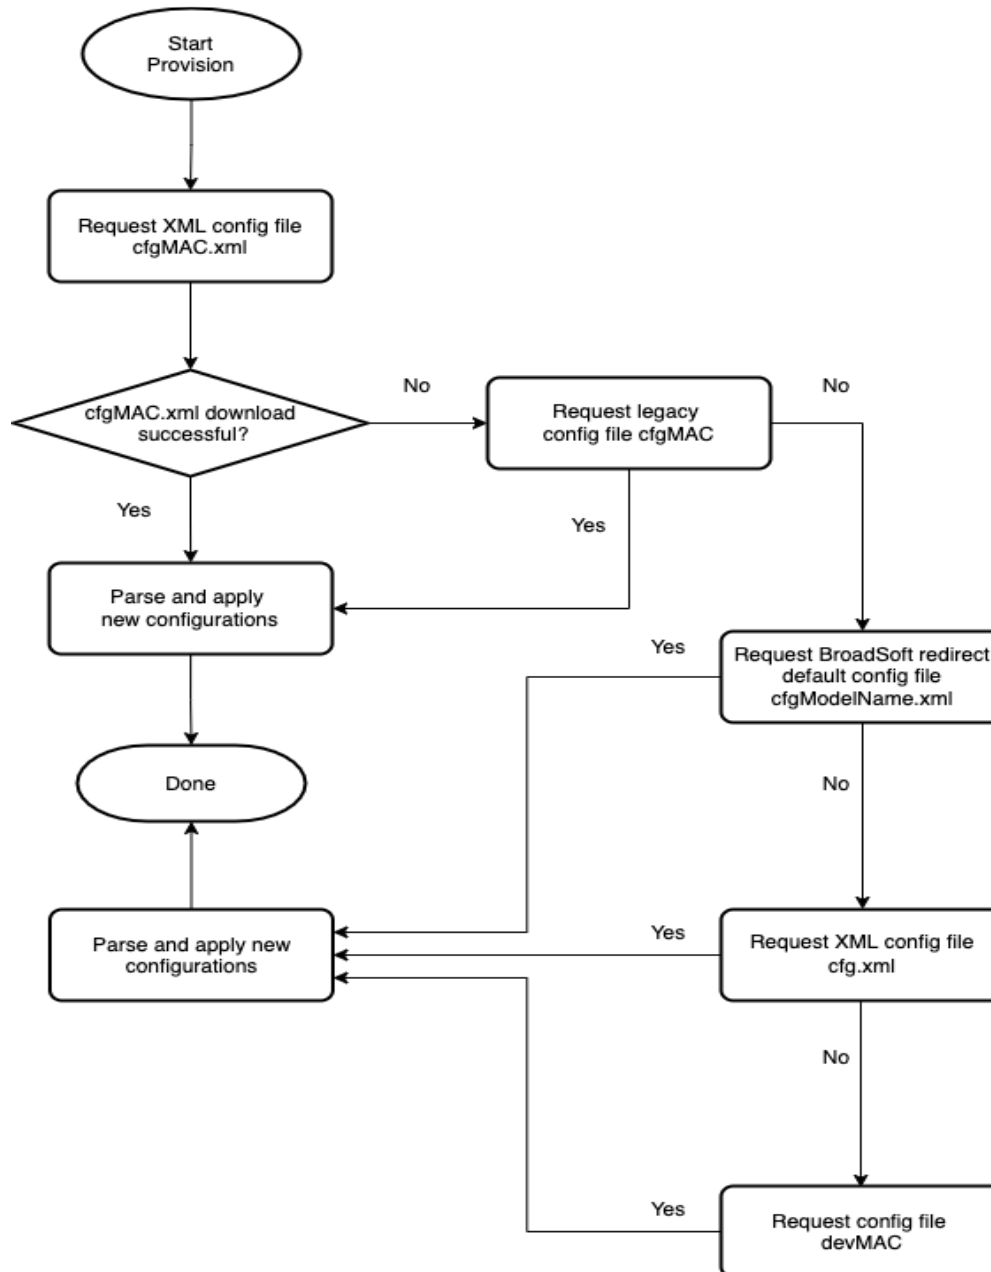 Start
Provision
Request XML config file
cfgMAC.xml
cfgMAC.xml download
successful?
No
Request legacy
config file cfgMAC
No
Yes
Yes
Parse and apply
new configurations
Yes
Request BroadSoft redirect
default config file
cfgModelName.xml
Done
No
Parse and apply new
configurations
Yes
Request XML config file
cfg.xml
No
Yes
Request config file
devMAC